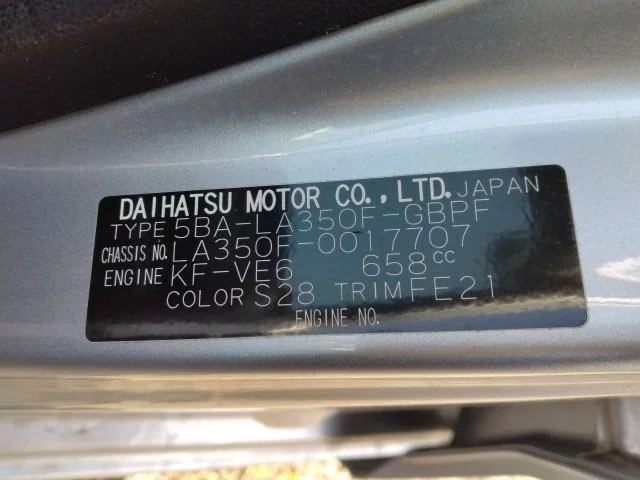 DAIHATSU MOTOR CO., LTD. JAPAN
TYPE 5BA-LA350F-GBPF
CHASSIS NO. LA350F-0017707
ENGINE KF-VE6 658cc
COLOR S28 TRIM FE21
ENGINE NO.